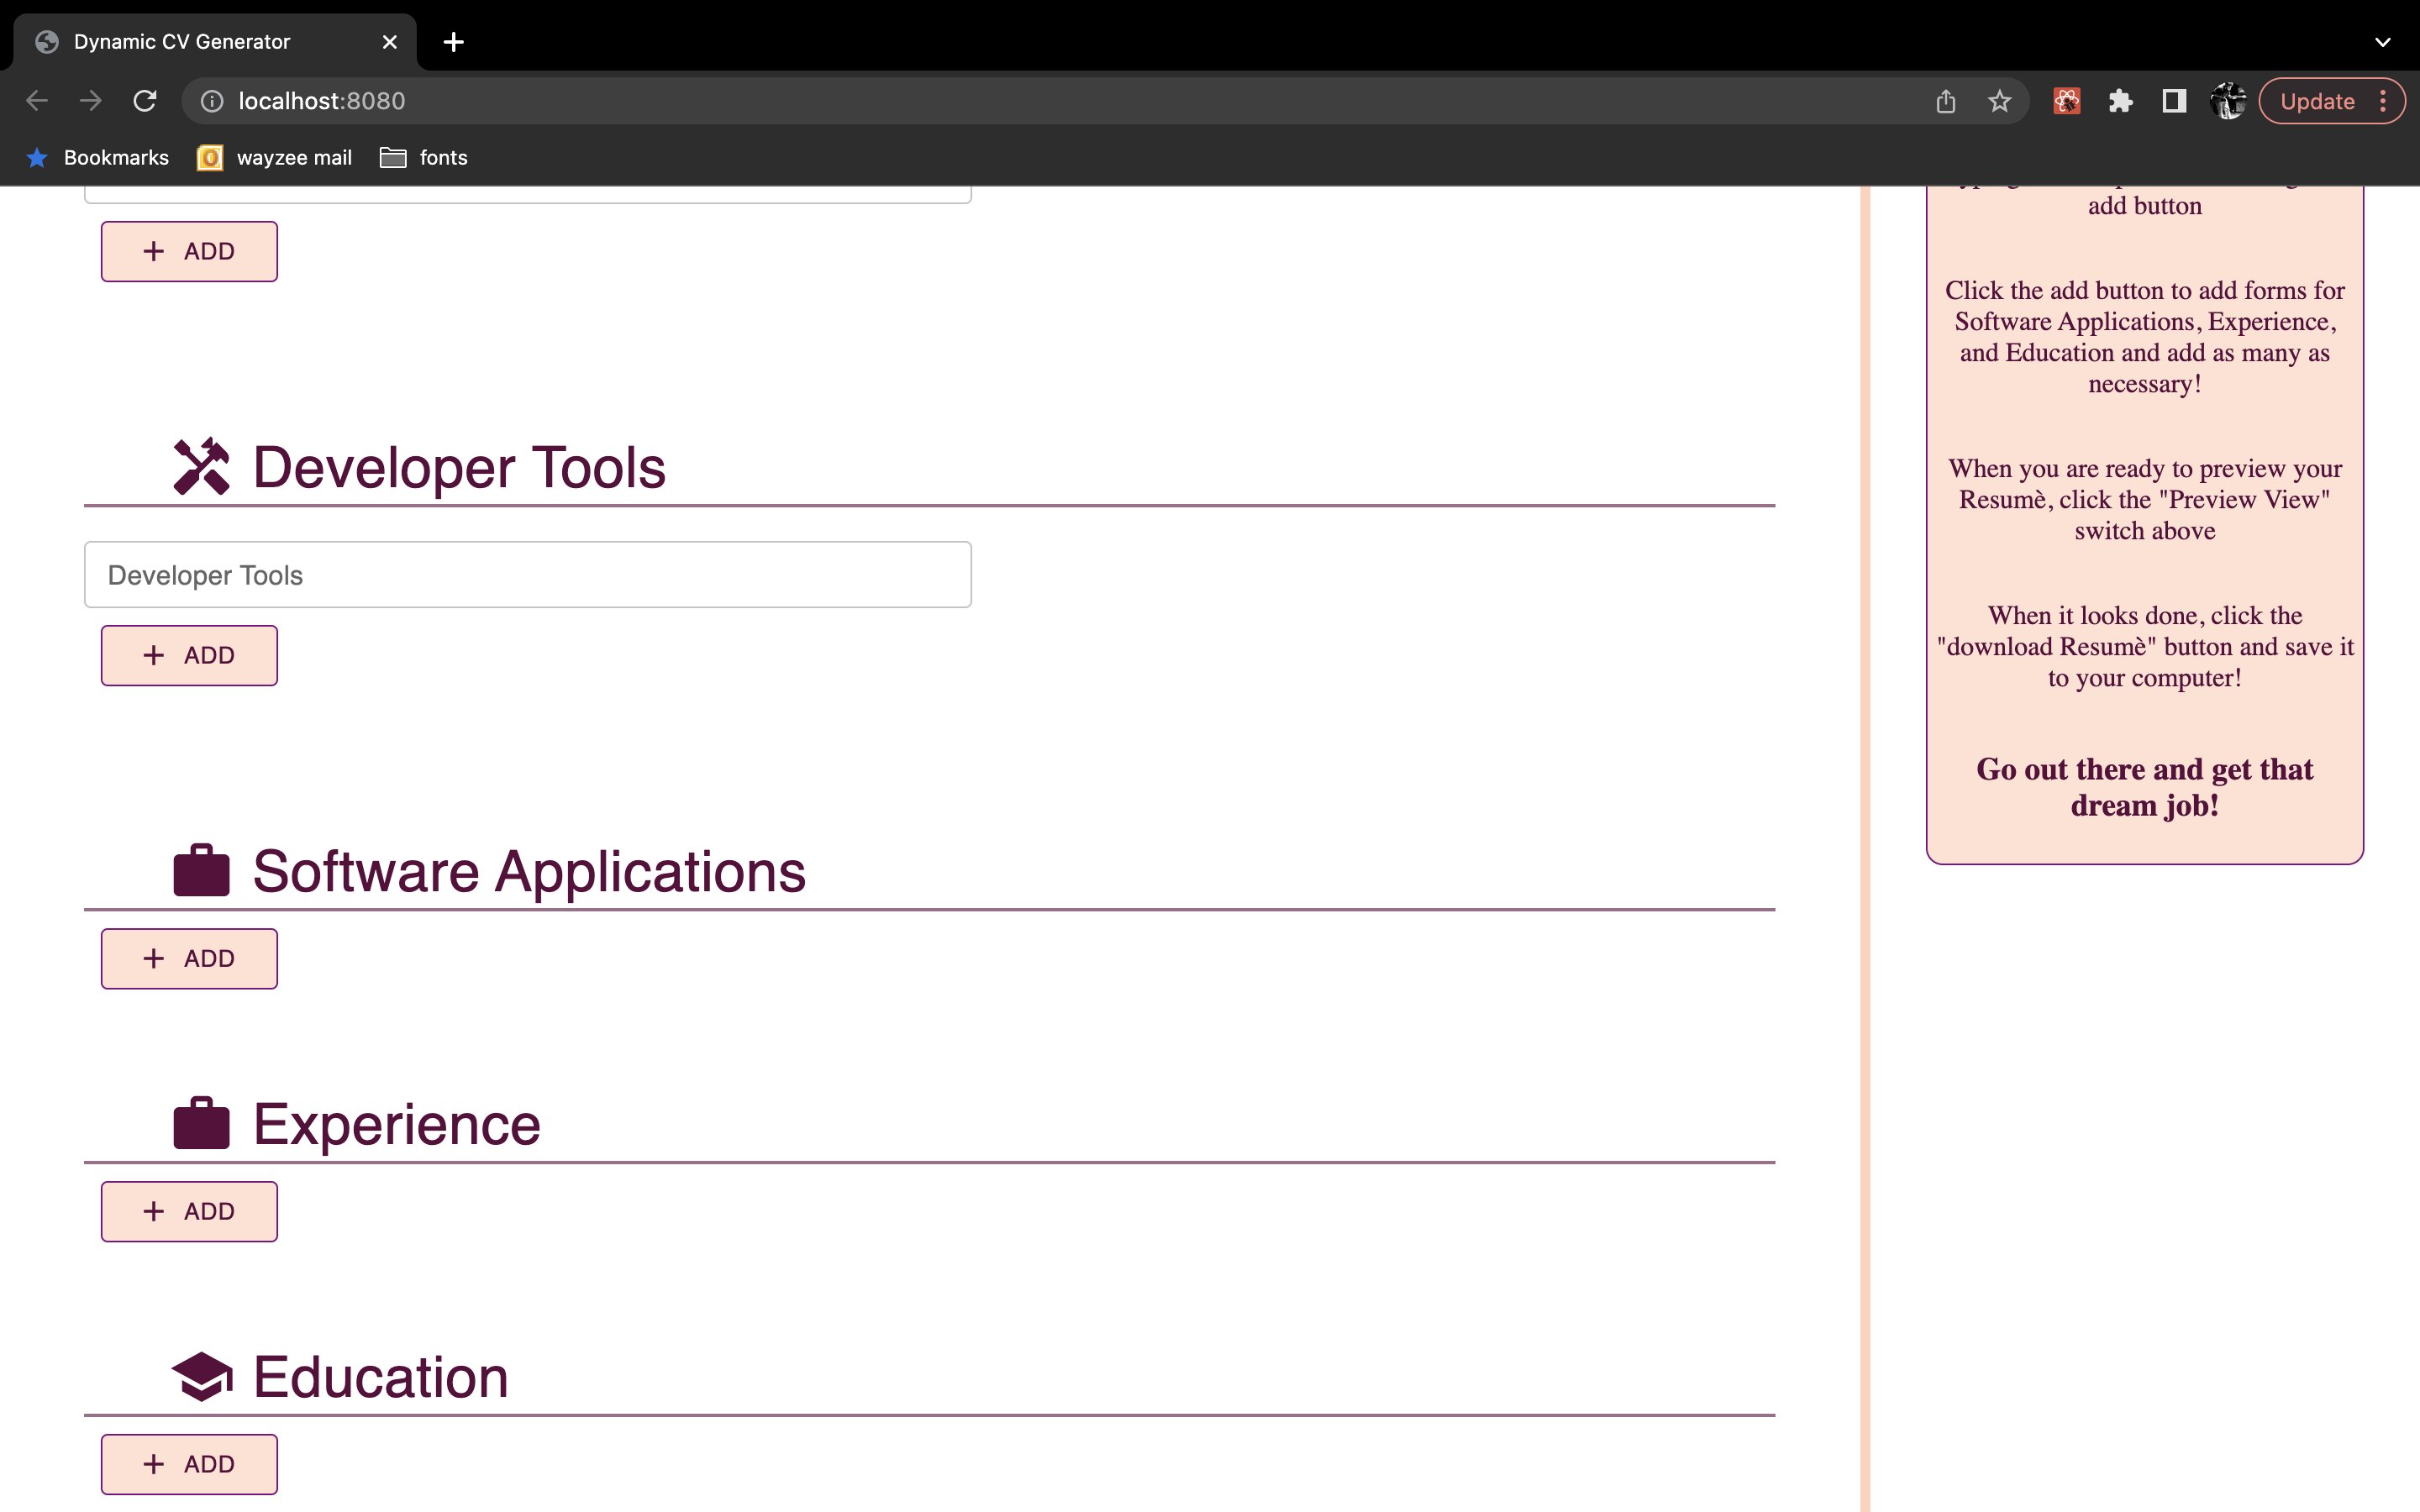 Dynamic CV Generator
localhost:8080
Update
Bookmarks
wayzee mail
fonts
ADD
Developer Tools
Developer Tools
ADD
Software Applications
ADD
Experience
ADD
Education
ADD
add button
Click the add button to add forms for
Software Applications, Experience,
and Education and add as many as
necessary!
When you are ready to preview your
Resumè, click the "Preview View"
switch above
When it looks done, click the
"download Resumè" button and save it
to your computer!
Go out there and get that
dream job!